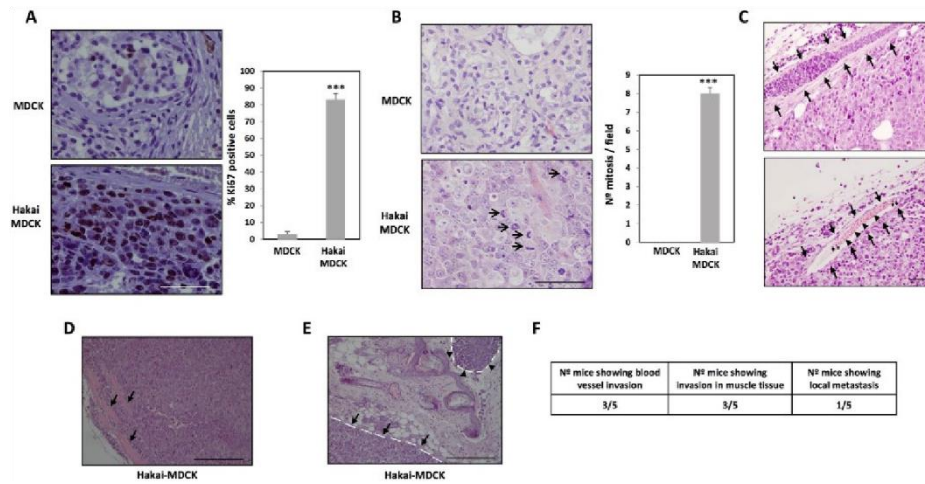 A
MDCK
Hakai
MDCK
% Ki67 positive cells
100
90
80
70
60
50
40
30
20
10
0
***
MDCK
Hakai
MDCK
B
MDCK
Hakai
MDCK
Nº mitosis / field
9
8
7
6
5
4
3
2
1
0
***
MDCK
Hakai
MDCK
C
D
Hakai-MDCK
E
Hakai-MDCK
F
Nº mice showing blood
vessel invasion
Nº mice showing
invasion in muscle tissue
Nº mice showing
local metastasis
3/5
3/5
1/5